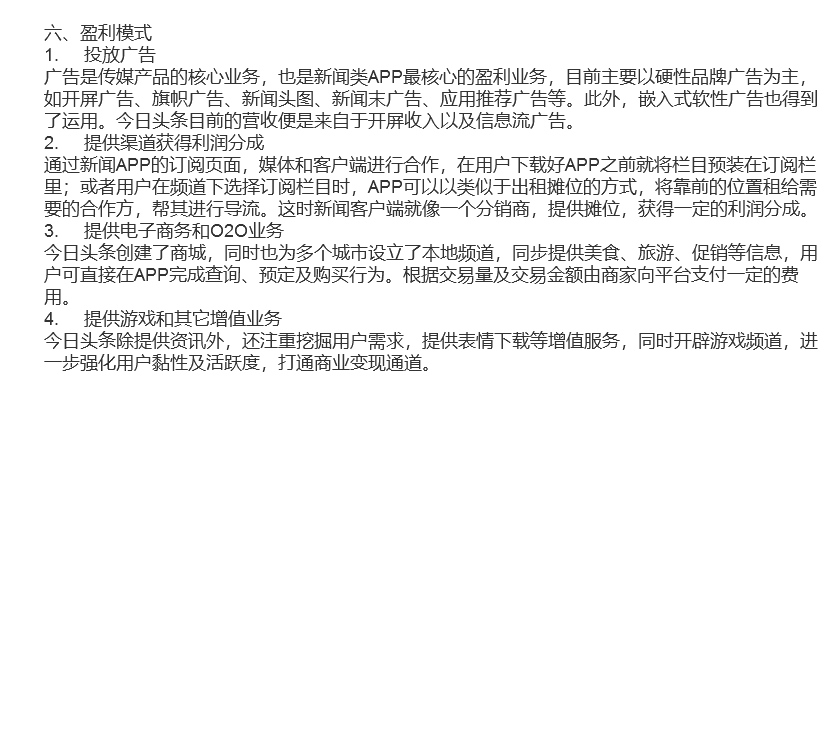 六、盈利模式
1. 投放广告
广告是传媒产品的核心业务，也是新闻类APP最核心的盈利业务，目前主要以硬性品牌广告为主，
如开屏广告、旗帜广告、新闻头图、新闻末广告、应用推荐广告等。此外，嵌入式软性广告也得到
了运用。今日头条目前的营收便是来自于开屏收入以及信息流广告。
2. 提供渠道获得利润分成
通过新闻APP的订阅页面，媒体和客户端进行合作，在用户下载好APP之前就将栏目预装在订阅栏
里；或者用户在频道下选择订阅栏目时，APP可以以类似于出租摊位的方式，将靠前的位置租给需
要的合作方，帮其进行导流。这时新闻客户端就像一个分销商，提供摊位，获得一定的利润分成。
3. 提供电子商务和O2O业务
今日头条创建了商城，同时也为多个城市设立了本地频道，同步提供美食、旅游、促销等信息，用
户可直接在APP完成查询、预定及购买行为。根据交易量及交易金额由商家向平台支付一定的费
用。
4. 提供游戏和其它增值业务
今日头条除提供资讯外，还注重挖掘用户需求，提供表情下载等增值服务，同时开辟游戏频道，进
一步强化用户黏性及活跃度，打通商业变现通道。